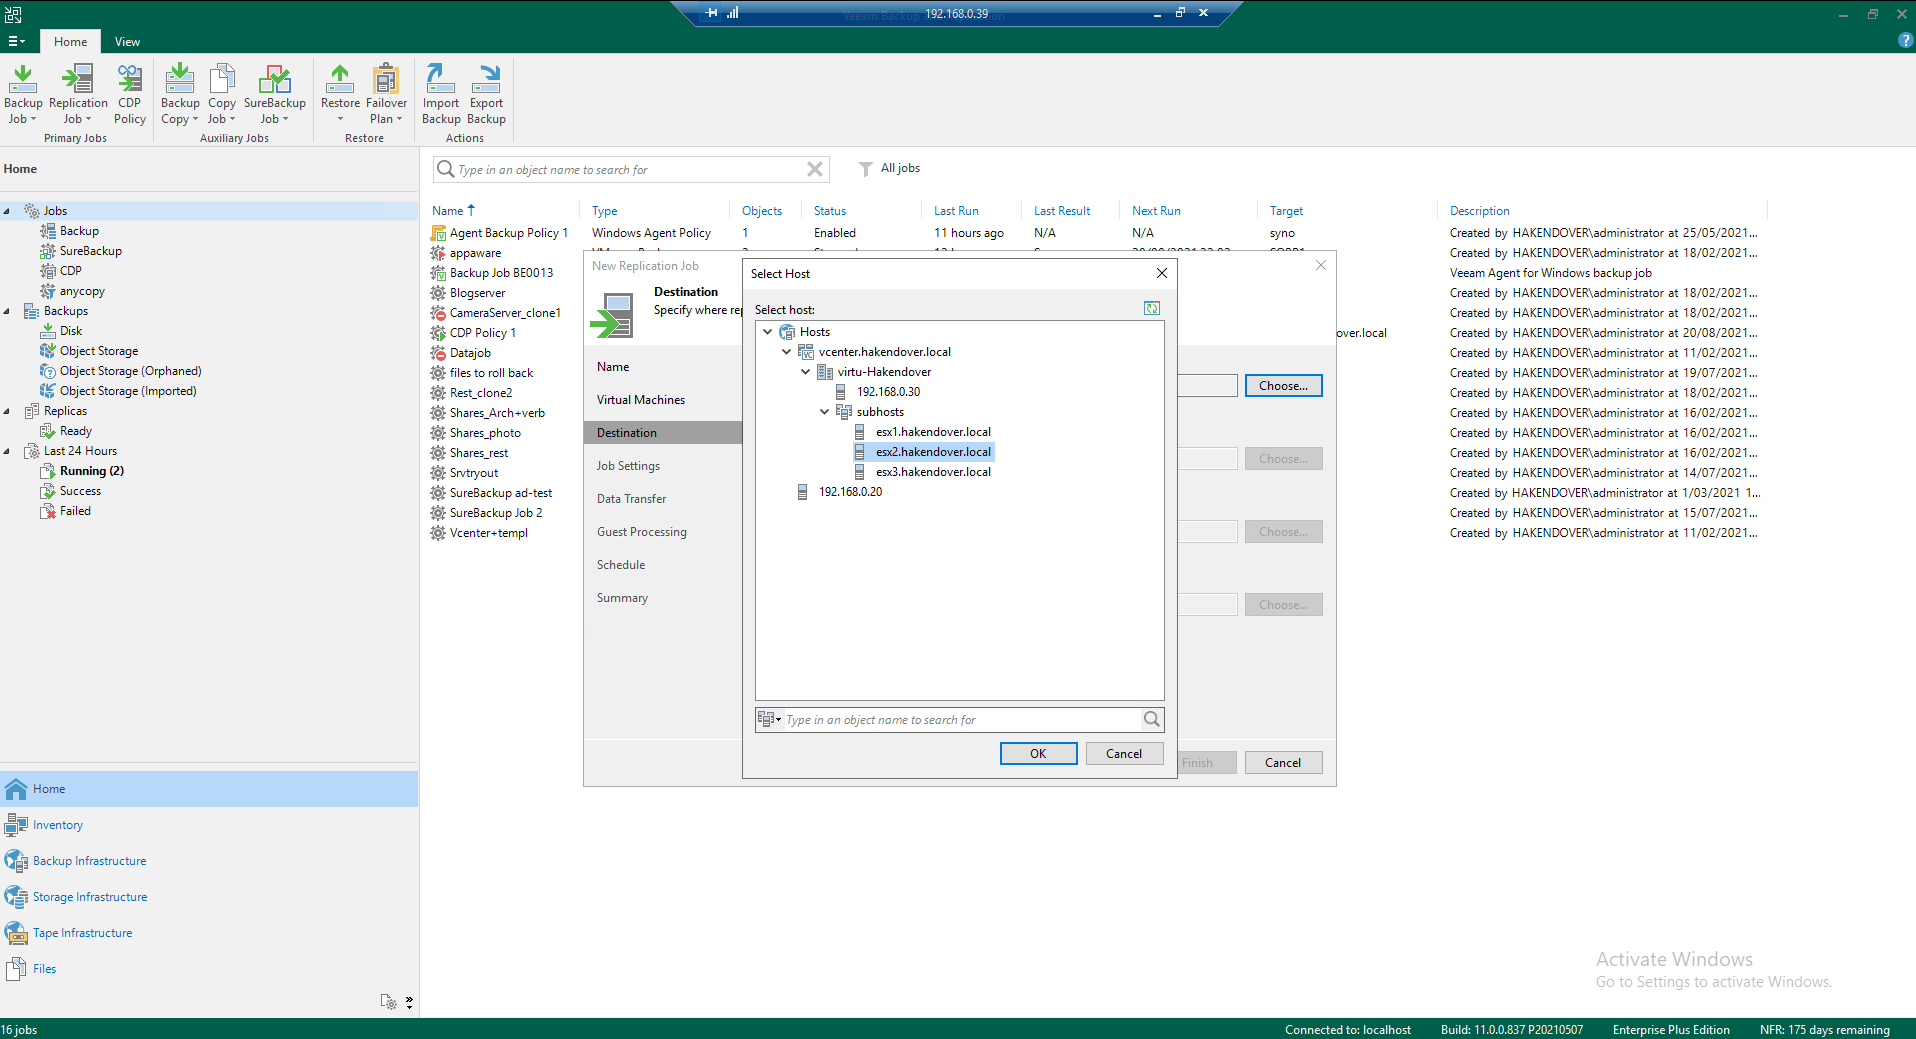 192.168.0.39
Home
View
Backup Job
Replication Job
CDP Policy
Backup Copy
Copy Job
SureBackup Job
Restore
Failover Plan
Import Backup
Export Backup
Primary Jobs
Auxiliary Jobs
Restore
Actions
Home
Jobs
Backup
SureBackup
CDP
anycopy
Backups
Disk
Object Storage
Object Storage (Orphaned)
Object Storage (Imported)
Replicas
Ready
Last 24 Hours
Running (2)
Success
Failed
Home
Inventory
Backup Infrastructure
Storage Infrastructure
Tape Infrastructure
Files
Type in an object name to search for
All jobs
Name Type Objects Status Last Run Last Result Next Run Target Description
Agent Backup Policy 1 Windows Agent Policy 1 Enabled 11 hours ago N/A N/A syno Created by HAKENDOVER\administrator at 25/05/2021...
appaware Created by HAKENDOVER\administrator at 18/02/2021...
Backup Job BE0013 Veeam Agent for Windows backup job
Blogserver Created by HAKENDOVER\administrator at 18/02/2021...
CameraServer_clone1 Created by HAKENDOVER\administrator at 18/02/2021...
CDP Policy 1 over.local Created by HAKENDOVER\administrator at 20/08/2021...
Datajob Created by HAKENDOVER\administrator at 11/02/2021...
files to roll back Created by HAKENDOVER\administrator at 19/07/2021...
Rest_clone2 Created by HAKENDOVER\administrator at 18/02/2021...
Shares_Arch+verb Created by HAKENDOVER\administrator at 16/02/2021...
Shares_photo Created by HAKENDOVER\administrator at 16/02/2021...
Shares_rest Created by HAKENDOVER\administrator at 16/02/2021...
Srvtryout Created by HAKENDOVER\administrator at 14/07/2021...
SureBackup ad-test Created by HAKENDOVER\administrator at 1/03/2021 1...
SureBackup Job 2 Created by HAKENDOVER\administrator at 15/07/2021...
Vcenter+templ Created by HAKENDOVER\administrator at 11/02/2021...
New Replication Job
Destination
Specify where rep
Name
Virtual Machines
Destination
Job Settings
Data Transfer
Guest Processing
Schedule
Summary
Choose...
Choose...
Choose...
Choose...
Finish
Cancel
Select Host
Select host:
Hosts
vcenter.hakendover.local
virtu-Hakendover
192.168.0.30
subhosts
esx1.hakendover.local
esx2.hakendover.local
esx3.hakendover.local
192.168.0.20
Type in an object name to search for
OK
Cancel
Activate Windows
Go to Settings to activate Windows.
16 jobs
Connected to: localhost
Build: 11.0.0.837 P20210507
Enterprise Plus Edition
NFR: 175 days remaining